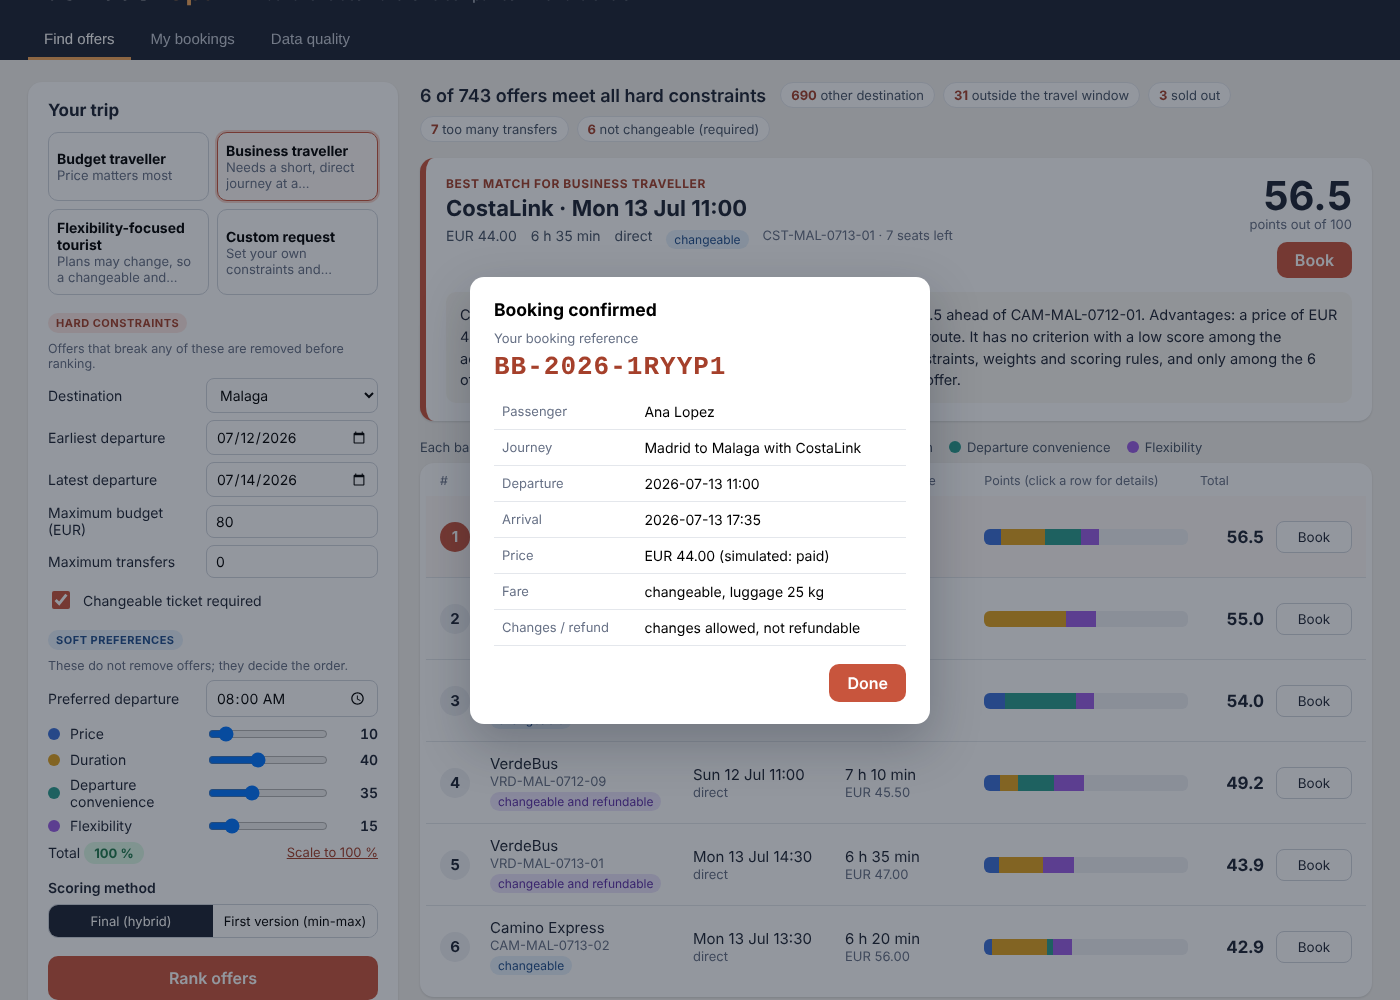 Find offers
My bookings
Data quality
Your trip
Budget traveller
Price matters most
Business traveller
Needs a short, direct
journey at a...
Flexibility-focused
tourist
Plans may change, so
a changeable and...
Custom request
Set your own
constraints and...
HARD CONSTRAINTS
Offers that break any of these are removed before
ranking.
Destination Malaga
Earliest departure 07/12/2026
Latest departure 07/14/2026
Maximum budget
(EUR) 80
Maximum transfers 0
Changeable ticket required
SOFT PREFERENCES
These do not remove offers; they decide the order.
Preferred departure 08:00 AM
Price 10
Duration 40
Departure
convenience 35
Flexibility 15
Total 100 % Scale to 100 %
Scoring method
Final (hybrid) First version (min-max)
Rank offers
6 of 743 offers meet all hard constraints 690 other destination 31 outside the travel window 3 sold out
7 too many transfers 6 not changeable (required)
BEST MATCH FOR BUSINESS TRAVELLER
CostaLink · Mon 13 Jul 11:00
EUR 44.00 6 h 35 min direct changeable CST-MAL-0713-01 · 7 seats left
56.5
points out of 100
Book
.5 ahead of CAM-MAL-0712-01. Advantages: a price of EUR
4 route. It has no criterion with a low score among the
straints, weights and scoring rules, and only among the 6
offer.
Booking confirmed
Your booking reference
BB-2026-1RYYP1
Passenger Ana Lopez
Journey Madrid to Malaga with CostaLink
Departure 2026-07-13 11:00
Arrival 2026-07-13 17:35
Price EUR 44.00 (simulated: paid)
Fare changeable, luggage 25 kg
Changes / refund changes allowed, not refundable
Done
Each ba Departure convenience Flexibility
# Points (click a row for details) Total
1 56.5 Book
2 55.0 Book
3 54.0 Book
4 VerdeBus
VRD-MAL-0712-09
changeable and refundable
Sun 12 Jul 11:00
direct
7 h 10 min
EUR 45.50
49.2 Book
5 VerdeBus
VRD-MAL-0713-01
changeable and refundable
Mon 13 Jul 14:30
direct
6 h 35 min
EUR 47.00
43.9 Book
6 Camino Express
CAM-MAL-0713-02
changeable
Mon 13 Jul 13:30
direct
6 h 20 min
EUR 56.00
42.9 Book